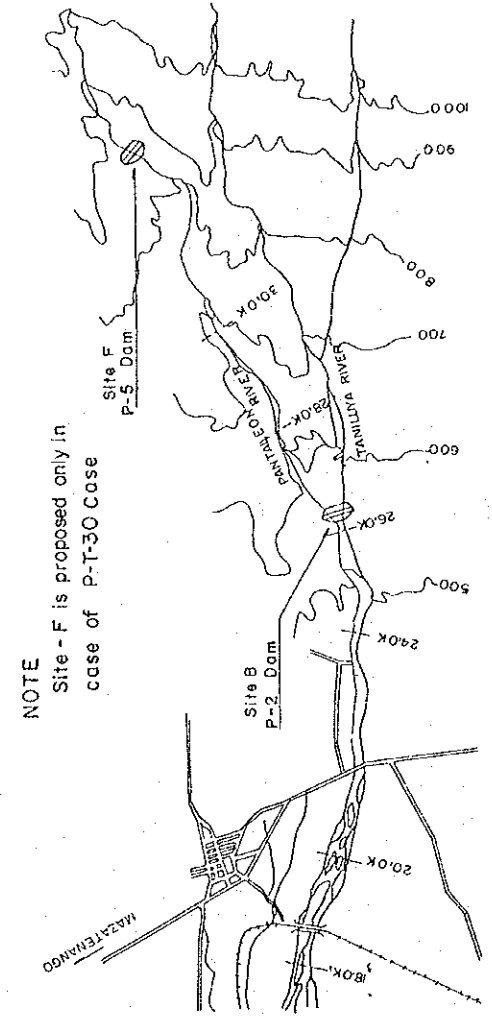 NOTE
Site - F is proposed only in
case of P-T-30 Case
Site F
P-5 Dam
Site B
P-2 Dam
MAZATENANGO
PANTALEON RIVER
TANILUYA RIVER
18.0K
20.0K
24.0K
26.0K
28.0K
30.0K
500
600
700
800
900
1000